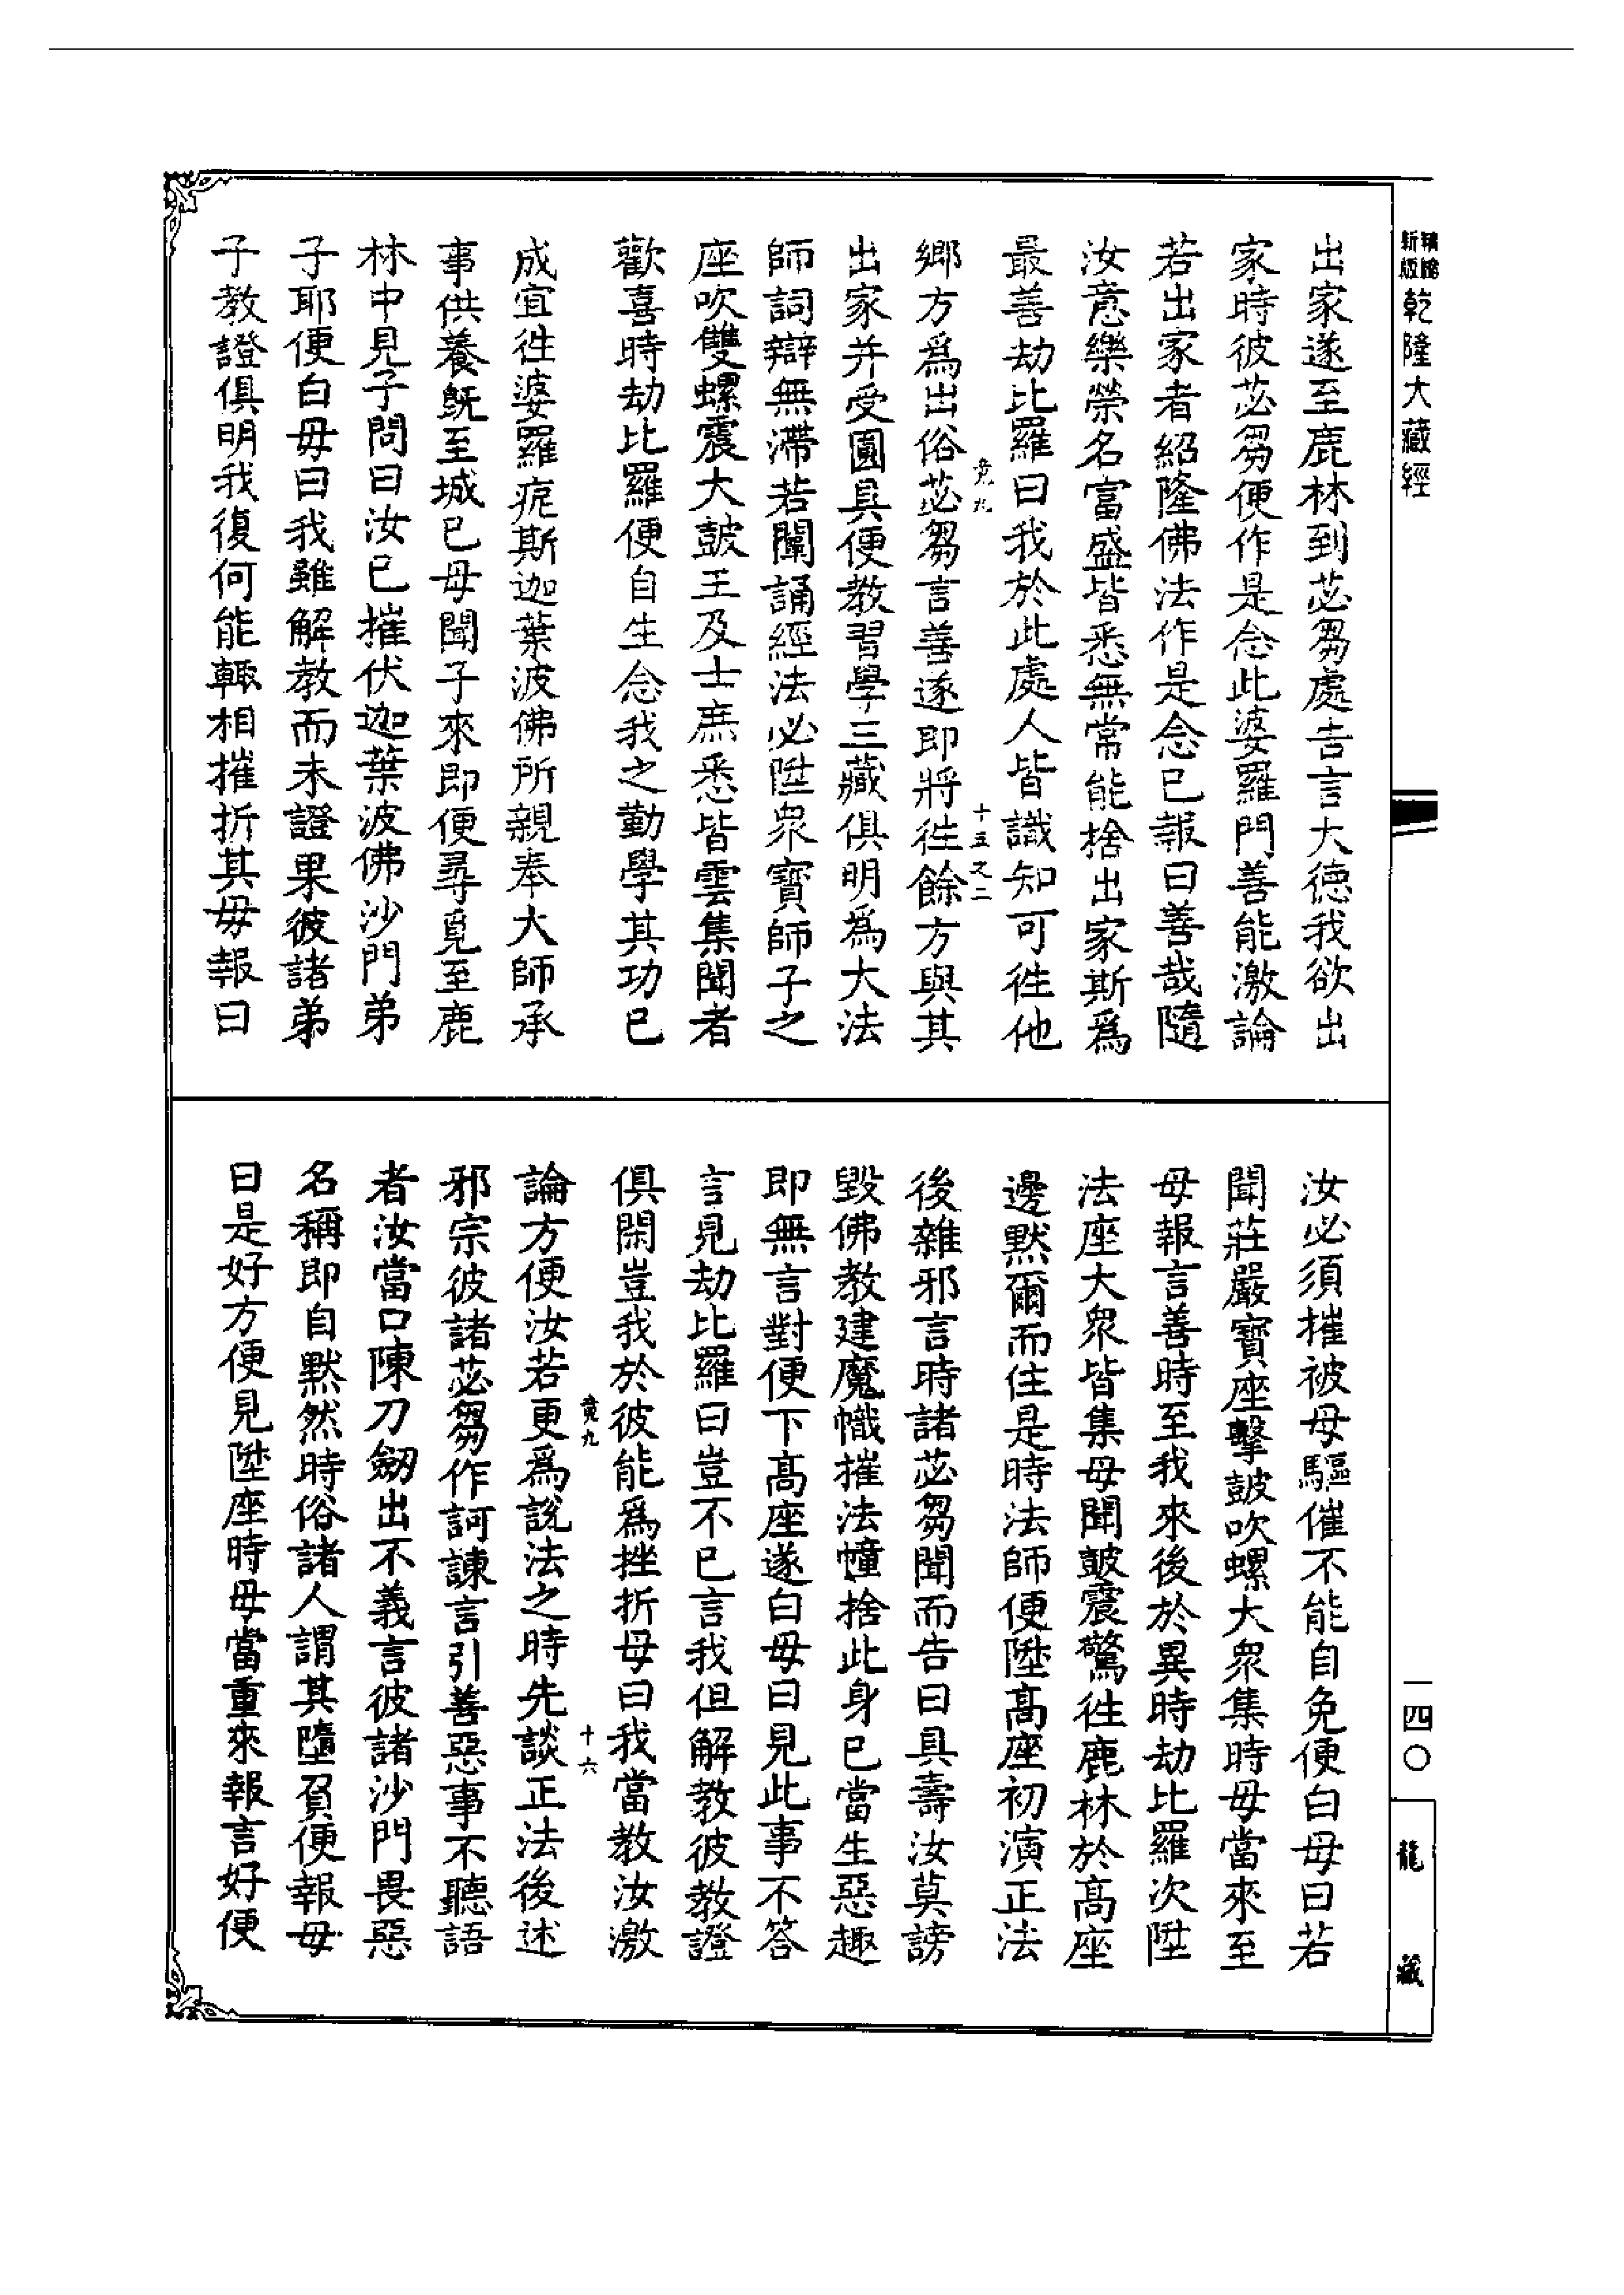 精縮
新版
乾隆大藏經
出家遂至鹿林到苾芻處告言大德我欲出
家時彼苾芻便作是念此婆羅門善能激論
若出家者紹隆佛法作是念已報曰善哉隨
汝意樂榮名富盛皆悉無常能捨出家斯爲
最善劫比羅曰我於此處人皆識知可徃他
竟九
十五之二
鄉方爲出俗苾芻言善遂即將徃餘方與其
出家并受圓具便教習學三藏俱明爲大法
師詞辯無滯若闡誦經法必陞衆寶師子之
座吹雙螺震大皷王及士庶悉皆雲集聞者
歡喜時劫比羅便自生念我之勤學其功已
成宜徃婆羅痆斯迦葉波佛所親奉大師承
事供養旣至城已母聞子來即便尋覓至鹿
林中見子問曰汝已摧伏迦葉波佛沙門弟
子耶便白母曰我雖解教而未證果彼諸弟
子教證俱明我復何能輙相摧折其母報曰
汝必須摧被母驅催不能自免便白母曰若
聞莊嚴寶座擊皷吹螺大衆集時母當來至
母報言善時至我來後於異時劫比羅次陞
法座大衆皆集母聞皷震驚徃鹿林於高座
邊默爾而住是時法師便陞高座初演正法
後雜邪言時諸苾芻聞而告曰具壽汝莫謗
毀佛教建魔幟摧法幢捨此身已當生惡趣
即無言對便下高座遂白母曰見此事不答
言見劫比羅曰豈不已言我但解教彼教證
俱閑豈我於彼能爲挫折母曰我當教汝激
竟九
十六
論方便汝若更爲說法之時先談正法後述
邪宗彼諸苾芻作訶諫言引善惡事不聽語
者汝當口陳刀劒出不義言彼諸沙門畏惡
名稱即自默然時俗諸人謂其墮負便報母
曰是好方便見陞座時母當重來報言好便
一四〇
龍藏